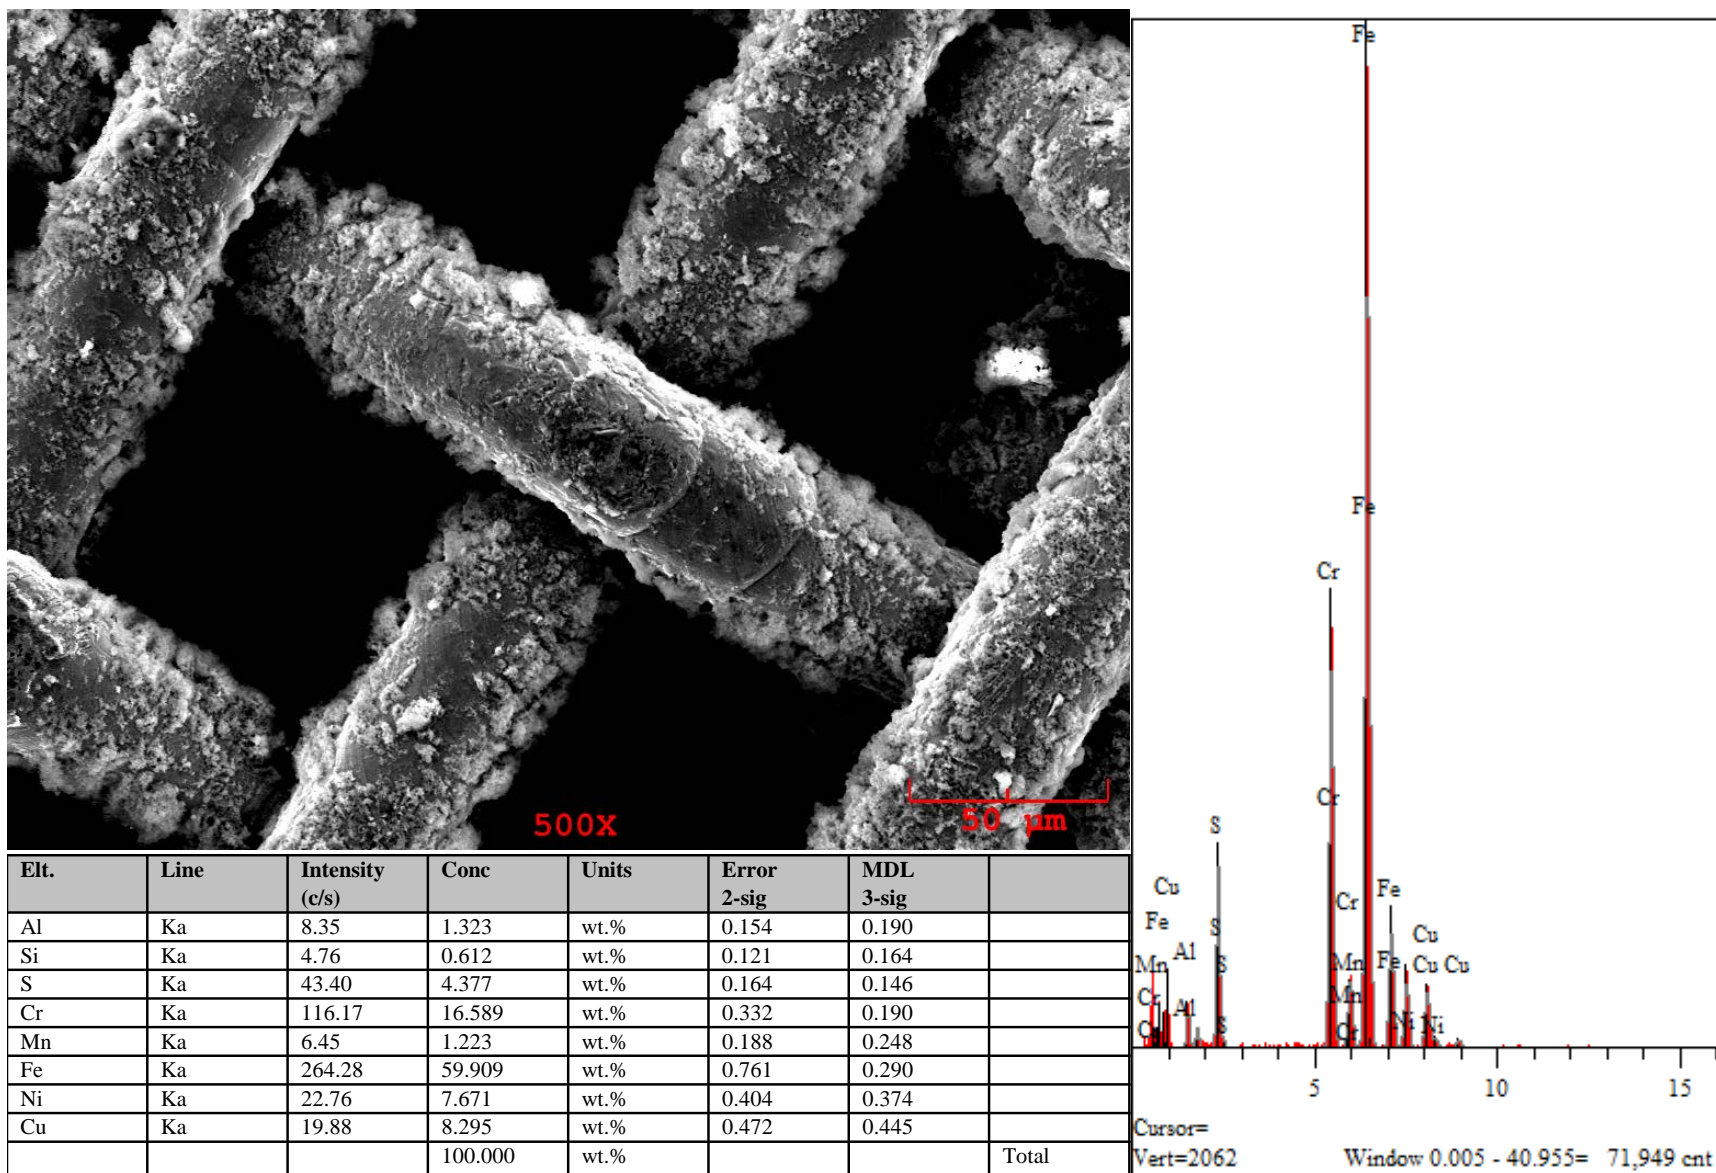 500X
50 µm
Elt. Line Intensity (c/s) Conc Units Error 2-sig MDL 3-sig
Al Ka 8.35 1.323 wt.% 0.154 0.190
Si Ka 4.76 0.612 wt.% 0.121 0.164
S Ka 43.40 4.377 wt.% 0.164 0.146
Cr Ka 116.17 16.589 wt.% 0.332 0.190
Mn Ka 6.45 1.223 wt.% 0.188 0.248
Fe Ka 264.28 59.909 wt.% 0.761 0.290
Ni Ka 22.76 7.671 wt.% 0.404 0.374
Cu Ka 19.88 8.295 wt.% 0.472 0.445
100.000 wt.% Total
Fe
Fe
Cr
Cr
S
Cu
Fe
Al
S
Mn
S
Cr
Al
S
Cr
Fe
Mn
Fe
Cu
Cu Cu
Mn
Ni
Ni
Cr
5 10 15
Cursor=
Vert=2062 Window 0.005 - 40.955= 71,949 cnt